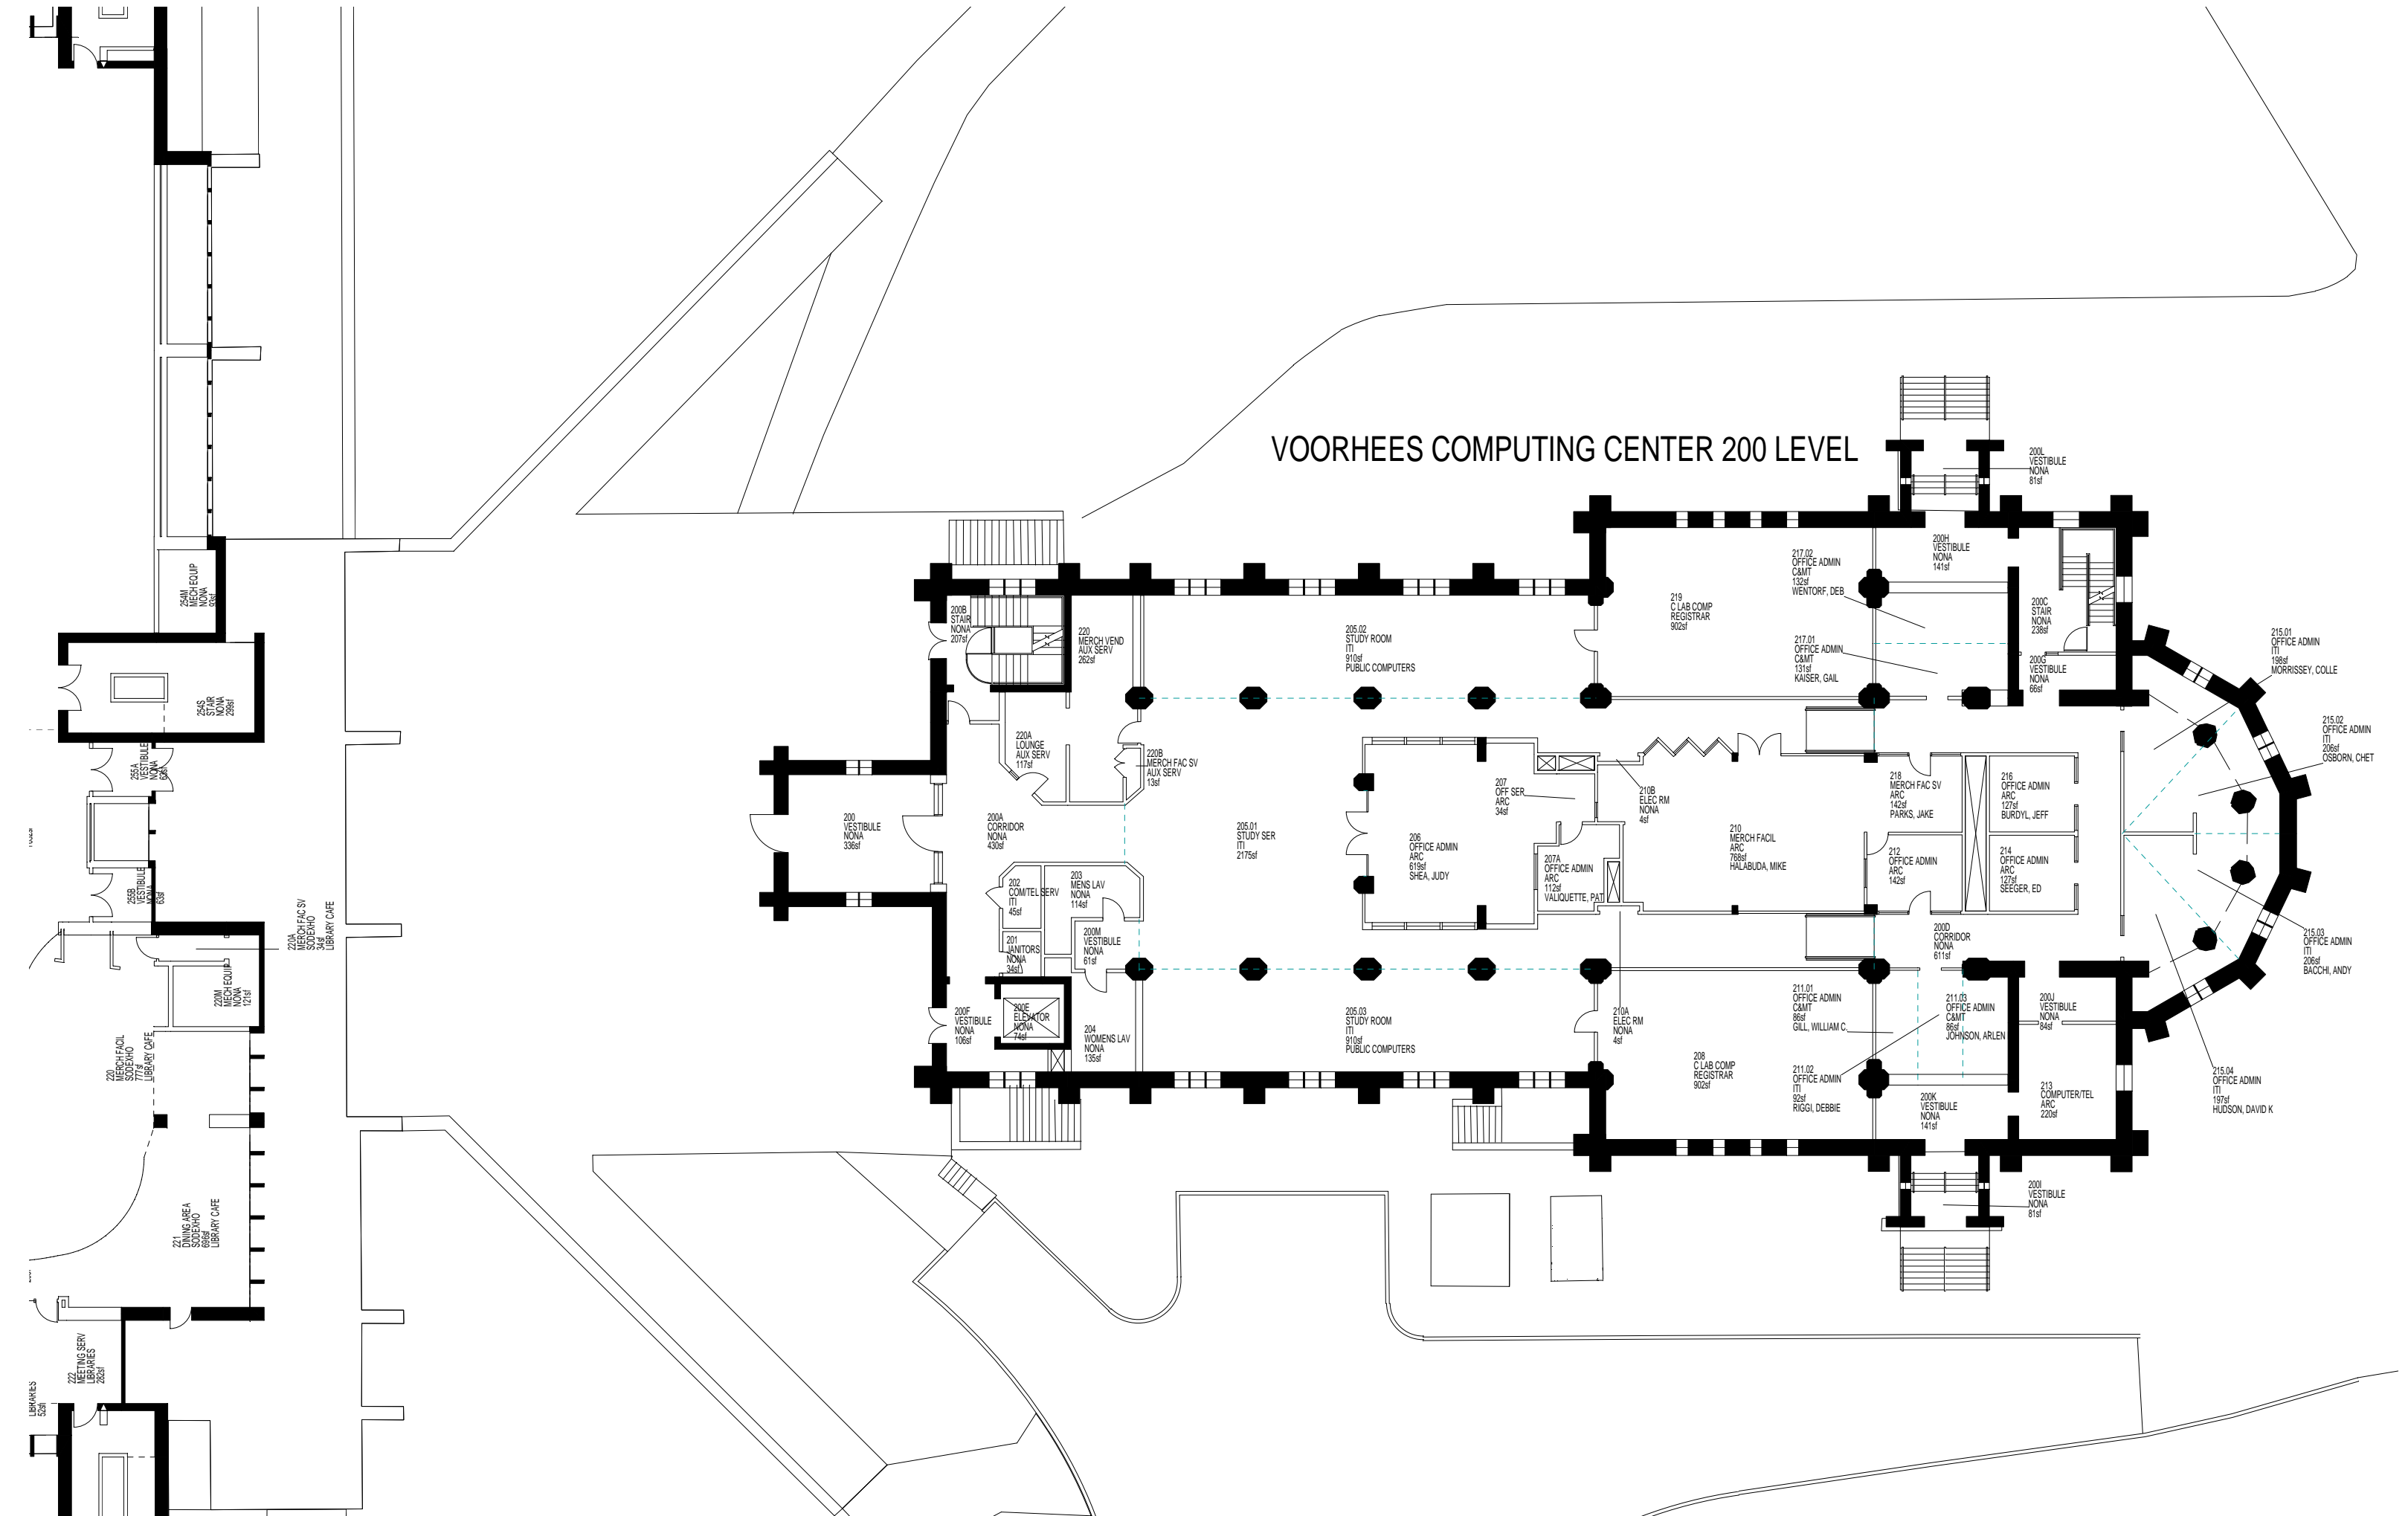 VOORHEES COMPUTING CENTER 200 LEVEL
254M
MECH EQUIP
NONA
93sf
254S
STAIR
NONA
299sf
255A
VESTIBULE
NONA
63sf
255B
VESTIBULE
NONA
63sf
220A
MERCH FAC SV
SODEXHO
34sf
LIBRARY CAFE
220M
MECH EQUIP
NONA
121sf
220
MERCH FACIL
SODEXHO
777sf
LIBRARY CAFE
221
DINING AREA
SODEXHO
696sf
LIBRARY CAFE
222
MEETING SERV
LIBRARIES
282sf
LIBRARIES
52sf
200
VESTIBULE
NONA
336sf
200A
CORRIDOR
NONA
430sf
200B
STAIR
NONA
207sf
220
MERCH VEND
AUX SERV
262sf
220A
LOUNGE
AUX SERV
117sf
220B
MERCH FAC SV
AUX SERV
13sf
202
COM/TEL SERV
ITI
45sf
203
MENS LAV
NONA
114sf
201
JANITORS
NONA
34sf
200M
VESTIBULE
NONA
61sf
200F
VESTIBULE
NONA
106sf
200E
ELEVATOR
NONA
74sf
204
WOMENS LAV
NONA
135sf
205.02
STUDY ROOM
ITI
910sf
PUBLIC COMPUTERS
205.01
STUDY SER
ITI
2175sf
205.03
STUDY ROOM
ITI
910sf
PUBLIC COMPUTERS
206
OFFICE ADMIN
ARC
619sf
SHEA, JUDY
207
OFF SER
ARC
34sf
207A
OFFICE ADMIN
ARC
112sf
VALIQUETTE, PAT
210B
ELEC RM
NONA
4sf
210
MERCH FACIL
ARC
768sf
HALABUDA, MIKE
210A
ELEC RM
NONA
4sf
219
C LAB COMP
REGISTRAR
902sf
208
C LAB COMP
REGISTRAR
902sf
217.02
OFFICE ADMIN
C&MT
132sf
WENTORF, DEB
217.01
OFFICE ADMIN
C&MT
131sf
KAISER, GAIL
218
MERCH FAC SV
ARC
142sf
PARKS, JAKE
212
OFFICE ADMIN
ARC
142sf
216
OFFICE ADMIN
ARC
127sf
BURDYL, JEFF
214
OFFICE ADMIN
ARC
127sf
SEEGER, ED
200D
CORRIDOR
NONA
611sf
211.01
OFFICE ADMIN
C&MT
86sf
GILL, WILLIAM C.
211.02
OFFICE ADMIN
ITI
92sf
RIGGI, DEBBIE
211.03
OFFICE ADMIN
C&MT
86sf
JOHNSON, ARLEN
200H
VESTIBULE
NONA
141sf
200L
VESTIBULE
NONA
81sf
200C
STAIR
NONA
238sf
200G
VESTIBULE
NONA
66sf
200J
VESTIBULE
NONA
84sf
213
COMPUTER/TEL
ARC
220sf
200K
VESTIBULE
NONA
141sf
200I
VESTIBULE
NONA
81sf
215.01
OFFICE ADMIN
ITI
198sf
MORRISSEY, COLLE
215.02
OFFICE ADMIN
ITI
206sf
OSBORN, CHET
215.03
OFFICE ADMIN
ITI
206sf
BACCHI, ANDY
215.04
OFFICE ADMIN
ITI
197sf
HUDSON, DAVID K